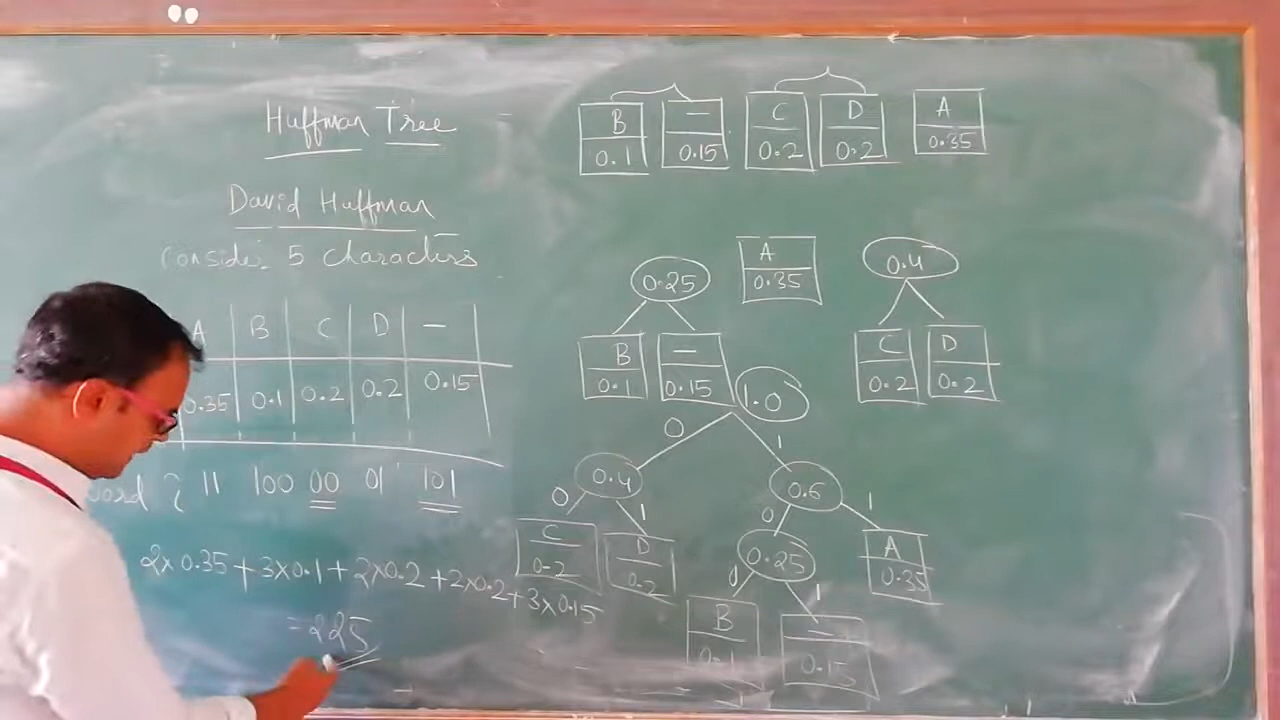 Huffman Tree
David Huffman
Consider 5 characters
A B C D —
0.35 0.1 0.2 0.2 0.15
11 100 00 01 101
2x0.35+3x0.1+2x0.2+2x0.2+3x0.15
=225
B — C D A
0.1 0.15 0.2 0.2 0.35
0.25 A 0.4
0.35
B — C D
0.1 0.15 0.2 0.2
1.0
0 1
0.4 0.6
0 1 0 1
C D 0.25 A
0.2 0.2 0.35
0 1
B —
0.1 0.15